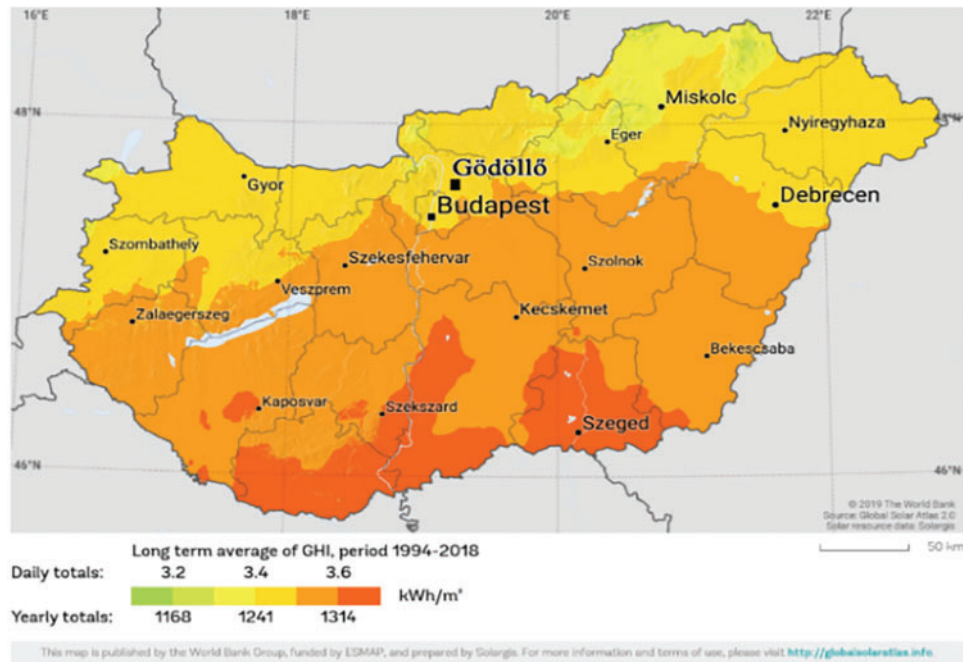 16°E 18°E 20°E 22°E
48°N 48°N
Miskolc
Nyiregyhaza
Eger
Gödöllő
Gyor
Debrecen
Budapest
Szombathely
Szekesfehervar
Szolnok
Veszprem
Zalaegerszeg
Kecskemet
Bekescsaba
Kaposvar
Szekszard
Szeged
46°N 46°N
© 2019 The World Bank
Source: Global Solar Atlas 2.0
Solar resource data: Solargis
50 km
Long term average of GHI, period 1994-2018
Daily totals: 3.2 3.4 3.6
kWh/m²
Yearly totals: 1168 1241 1314
This map is published by the World Bank Group, funded by ESMAP, and prepared by Solargis. For more information and terms of use, please visit http://globalsolaratlas.info.